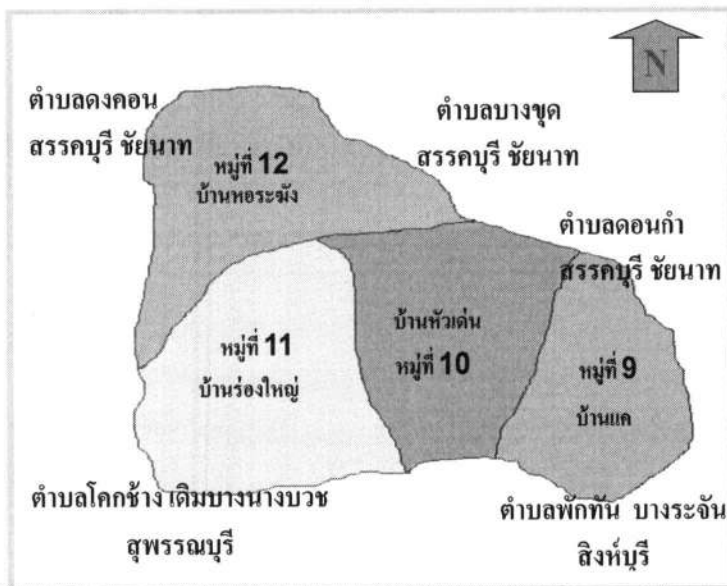 N
ตำบลดงคอน
สรรคบุรี ชัยนาท
ตำบลบางขุด
สรรคบุรี ชัยนาท
หมู่ที่ 12
บ้านหอระฆัง
ตำบลดอนกำ
สรรคบุรี ชัยนาท
บ้านหัวเด่น
หมู่ที่ 10
หมู่ที่ 11
บ้านร่องใหญ่
หมู่ที่ 9
บ้านแค
ตำบลโคกช้าง เดิมบางนางบวช
สุพรรณบุรี
ตำบลพักทัน บางระจัน
สิงห์บุรี